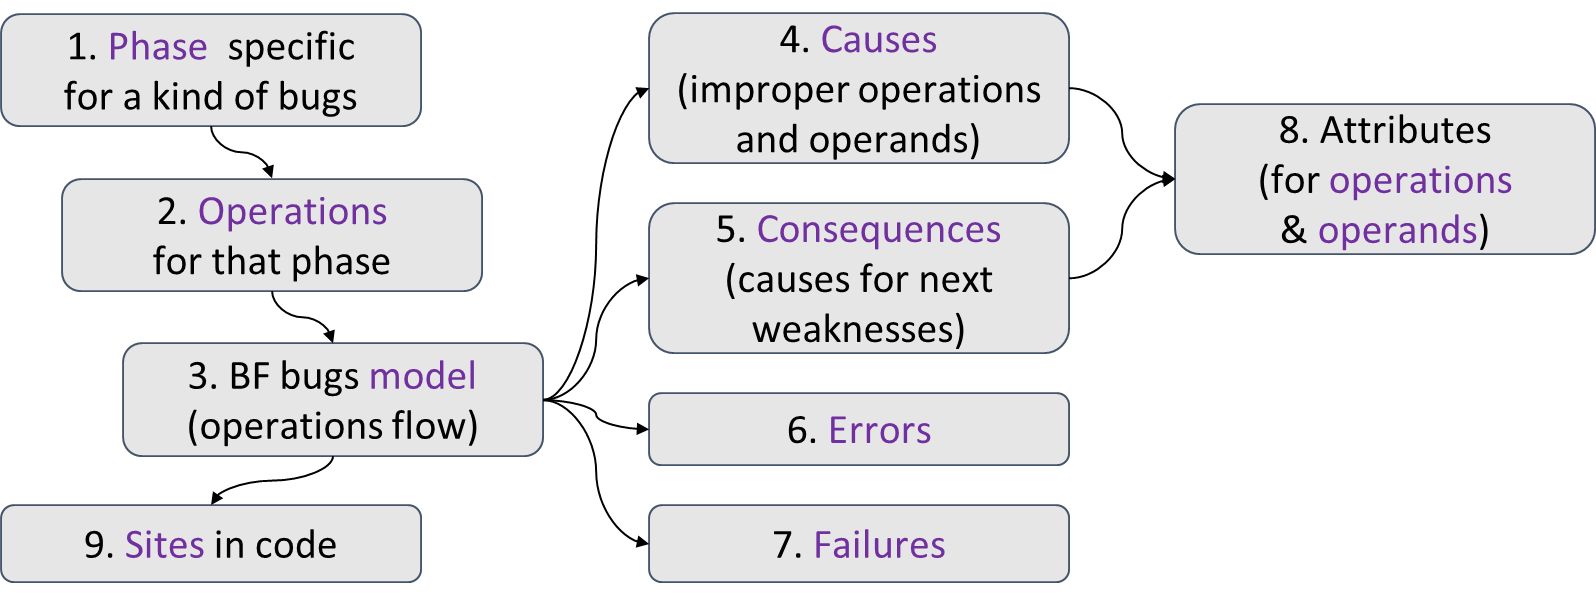 1. Phase specific
for a kind of bugs
2. Operations
for that phase
3. BF bugs model
(operations flow)
9. Sites in code
4. Causes
(improper operations
and operands)
5. Consequences
(causes for next
weaknesses)
6. Errors
7. Failures
8. Attributes
(for operations
& operands)